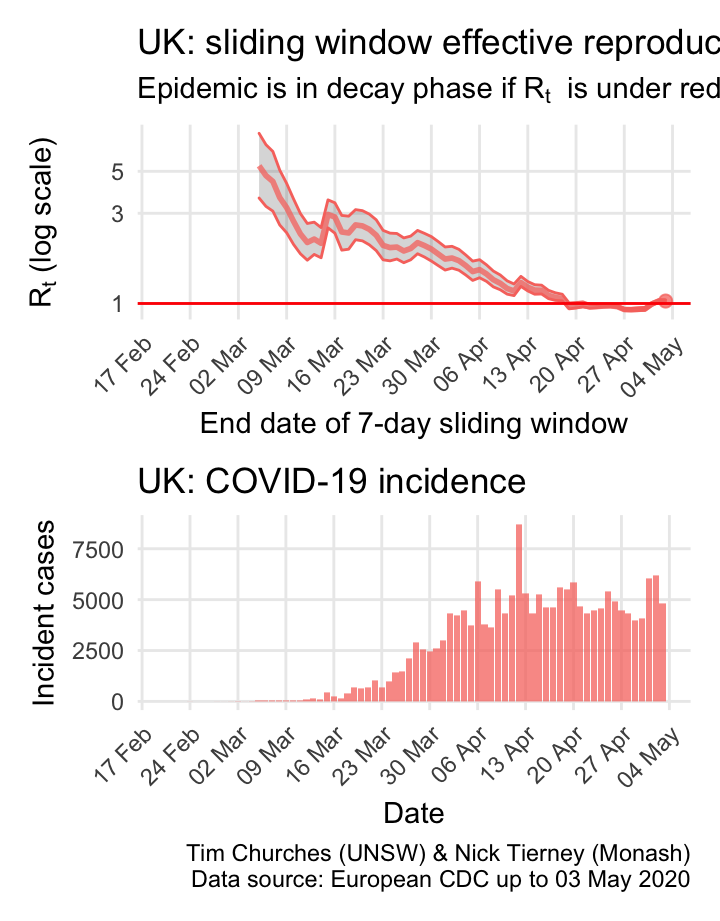 UK: sliding window effective reproduc
Epidemic is in decay phase if Rt is under red
Rt (log scale)
5
3
1
17 Feb
24 Feb
02 Mar
09 Mar
16 Mar
23 Mar
30 Mar
06 Apr
13 Apr
20 Apr
27 Apr
04 May
End date of 7-day sliding window
UK: COVID-19 incidence
Incident cases
7500
5000
2500
0
17 Feb
24 Feb
02 Mar
09 Mar
16 Mar
23 Mar
30 Mar
06 Apr
13 Apr
20 Apr
27 Apr
04 May
Date
Tim Churches (UNSW) & Nick Tierney (Monash)
Data source: European CDC up to 03 May 2020